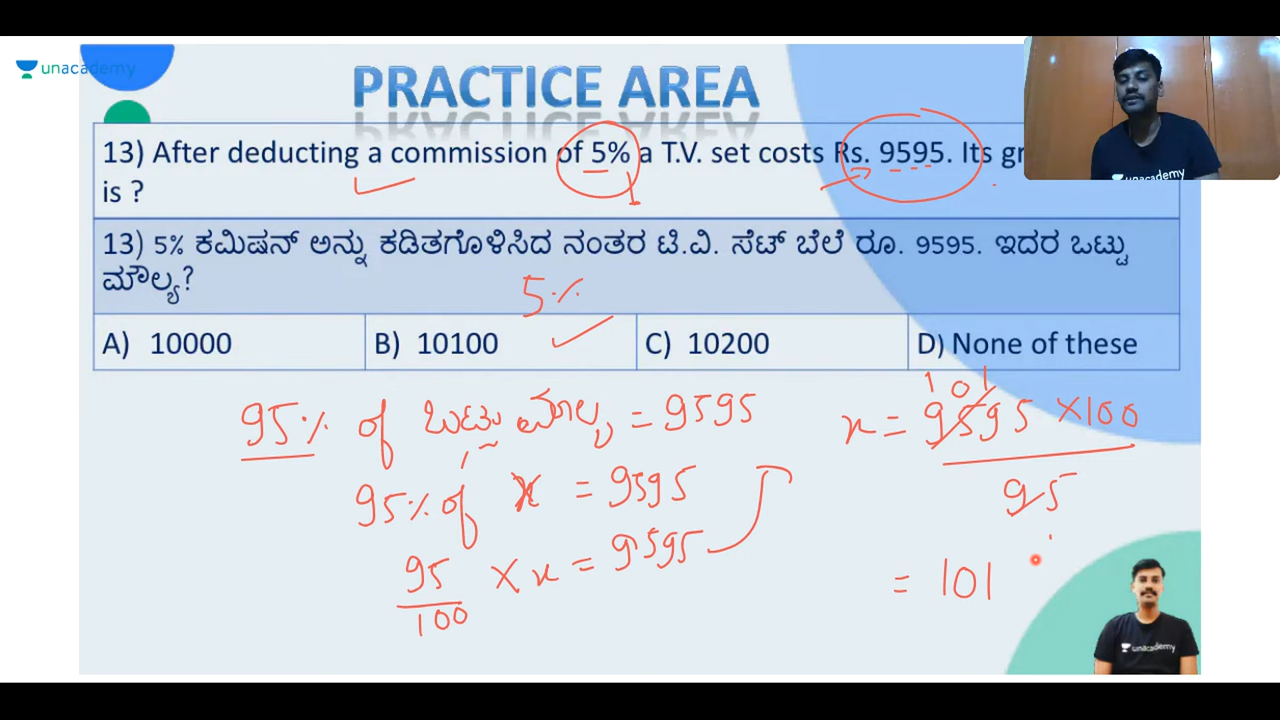 unacademy
PRACTICE AREA
13) After deducting a commission of 5% a T.V. set costs Rs. 9595. Its
is ?
13) 5% ಕಮಿಷನ್ ಅನ್ನು ಕಡಿತಗೊಳಿಸಿದ ನಂತರ ಟಿ.ವಿ. ಸೆಟ್ ಬೆಲೆ ರೂ. 9595. ಇದರ ಒಟ್ಟು
ಮೌಲ್ಯ?
5%
A) 10000 B) 10100 C) 10200 D) None of these
95% of ಒಟ್ಟು ಮೌಲ್ಯ = 9595
95% of x = 9595
95/100 × x = 9595
101
x = 9595 × 100
95
= 101
unacademy
unacademy